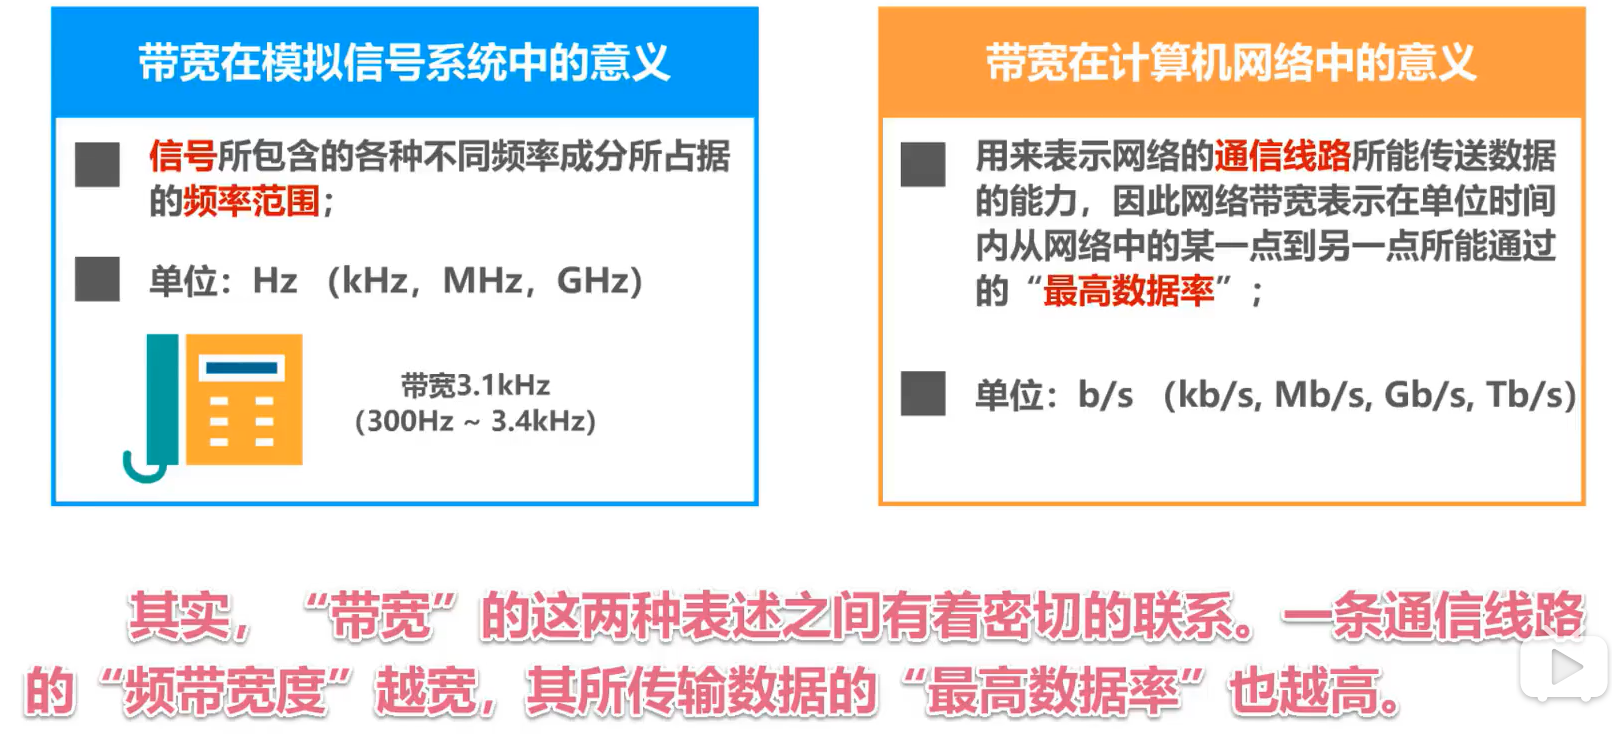 带宽在模拟信号系统中的意义
信号所包含的各种不同频率成分所占据
的频率范围；
单位：Hz （kHz，MHz，GHz）
带宽3.1kHz
(300Hz ~ 3.4kHz)
带宽在计算机网络中的意义
用来表示网络的通信线路所能传送数据
的能力，因此网络带宽表示在单位时间
内从网络中的某一点到另一点所能通过
的“最高数据率”；
单位：b/s （kb/s, Mb/s, Gb/s, Tb/s）
其实，“带宽”的这两种表述之间有着密切的联系。一条通信线路
的“频带宽度”越宽，其所传输数据的“最高数据率”也越高。